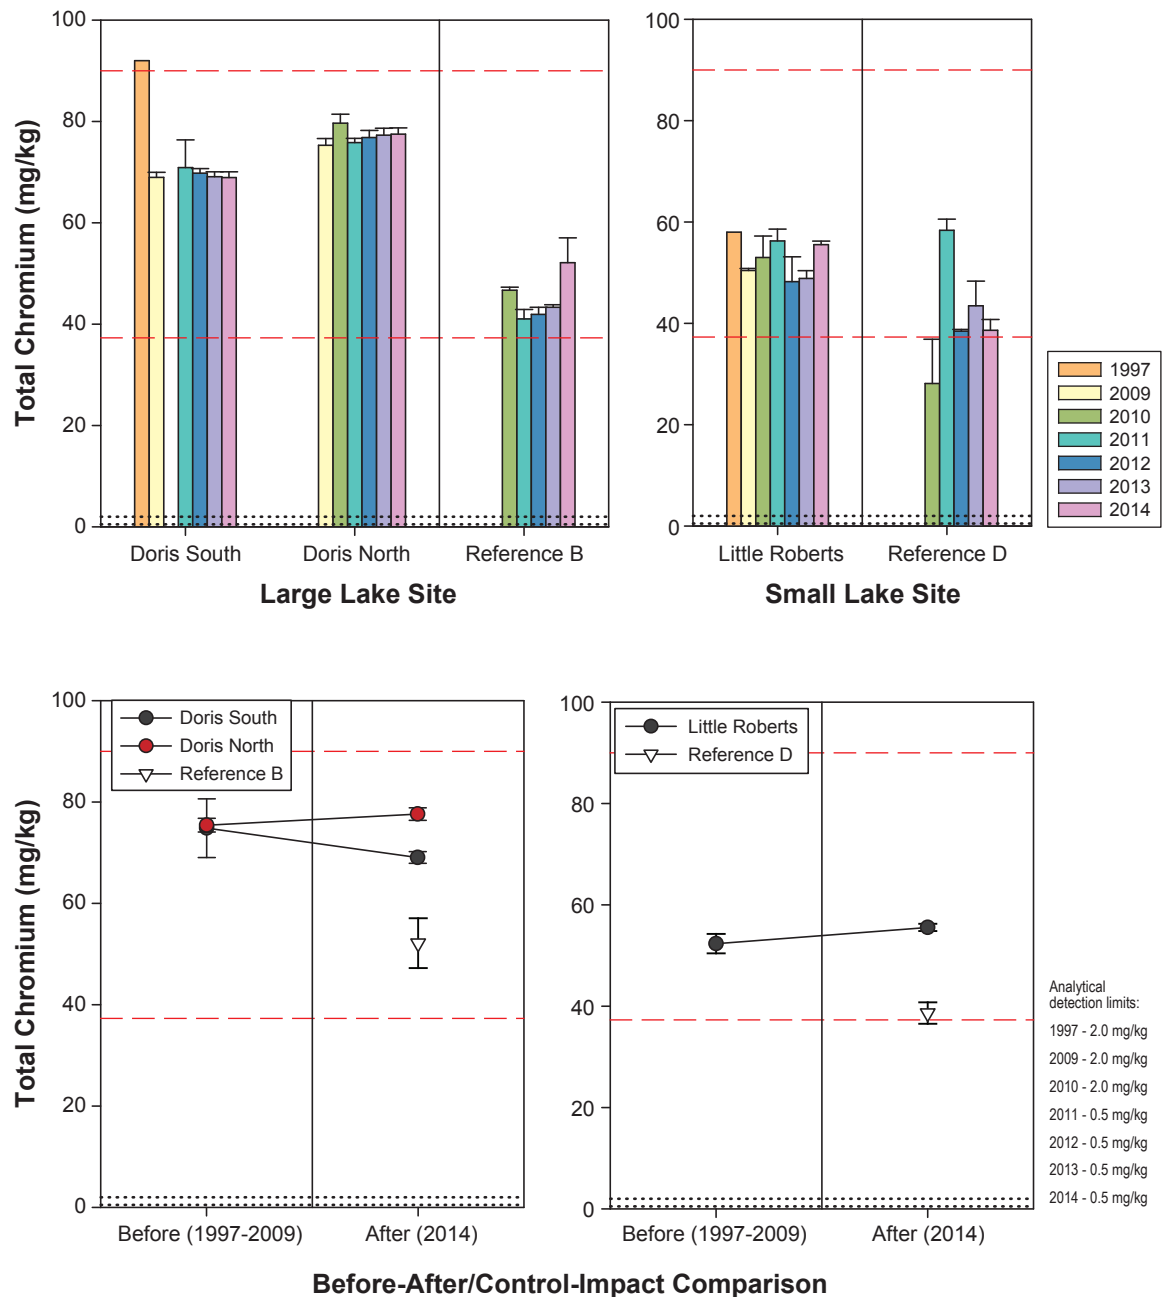 Total Chromium (mg/kg)
100
80
60
40
20
0
Doris South
Doris North
Reference B
Large Lake Site
100
80
60
40
20
0
Little Roberts
Reference D
Small Lake Site
1997
2009
2010
2011
2012
2013
2014
Total Chromium (mg/kg)
100
80
60
40
20
0
Doris South
Doris North
Reference B
Before (1997-2009)
After (2014)
100
80
60
40
20
0
Little Roberts
Reference D
Before (1997-2009)
After (2014)
Analytical
detection limits:
1997 - 2.0 mg/kg
2009 - 2.0 mg/kg
2010 - 2.0 mg/kg
2011 - 0.5 mg/kg
2012 - 0.5 mg/kg
2013 - 0.5 mg/kg
2014 - 0.5 mg/kg
Before-After/Control-Impact Comparison